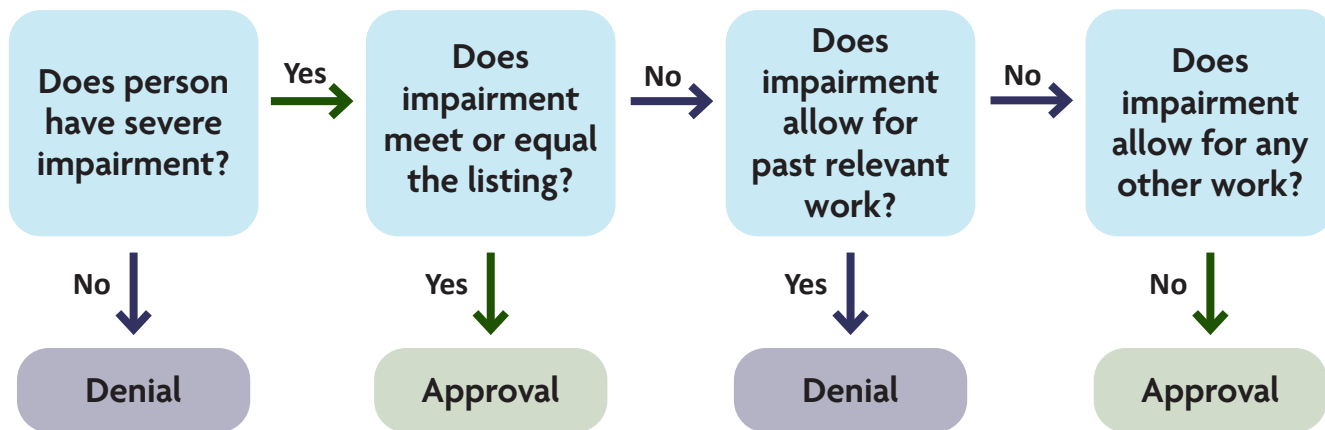 Does person
have severe
impairment?
Yes
Does
impairment
meet or equal
the listing?
No
Does
impairment
allow for
past relevant
work?
No
Does
impairment
allow for any
other work?
No
Yes
Yes
No
Denial
Approval
Denial
Approval